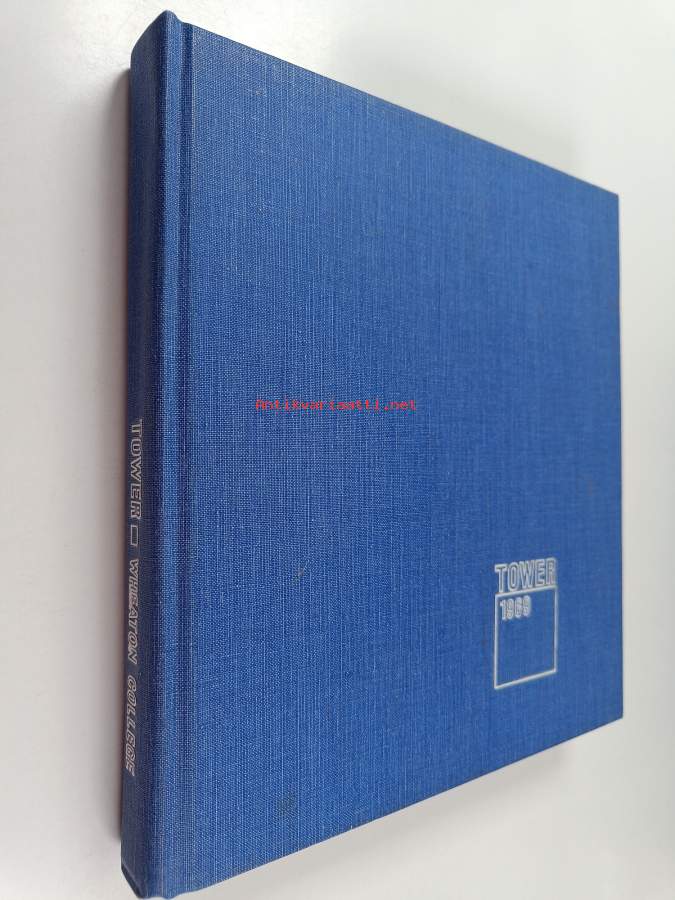 TOWER
1969
TOWER WHEATON COLLEGE
Antikvariaatti.net